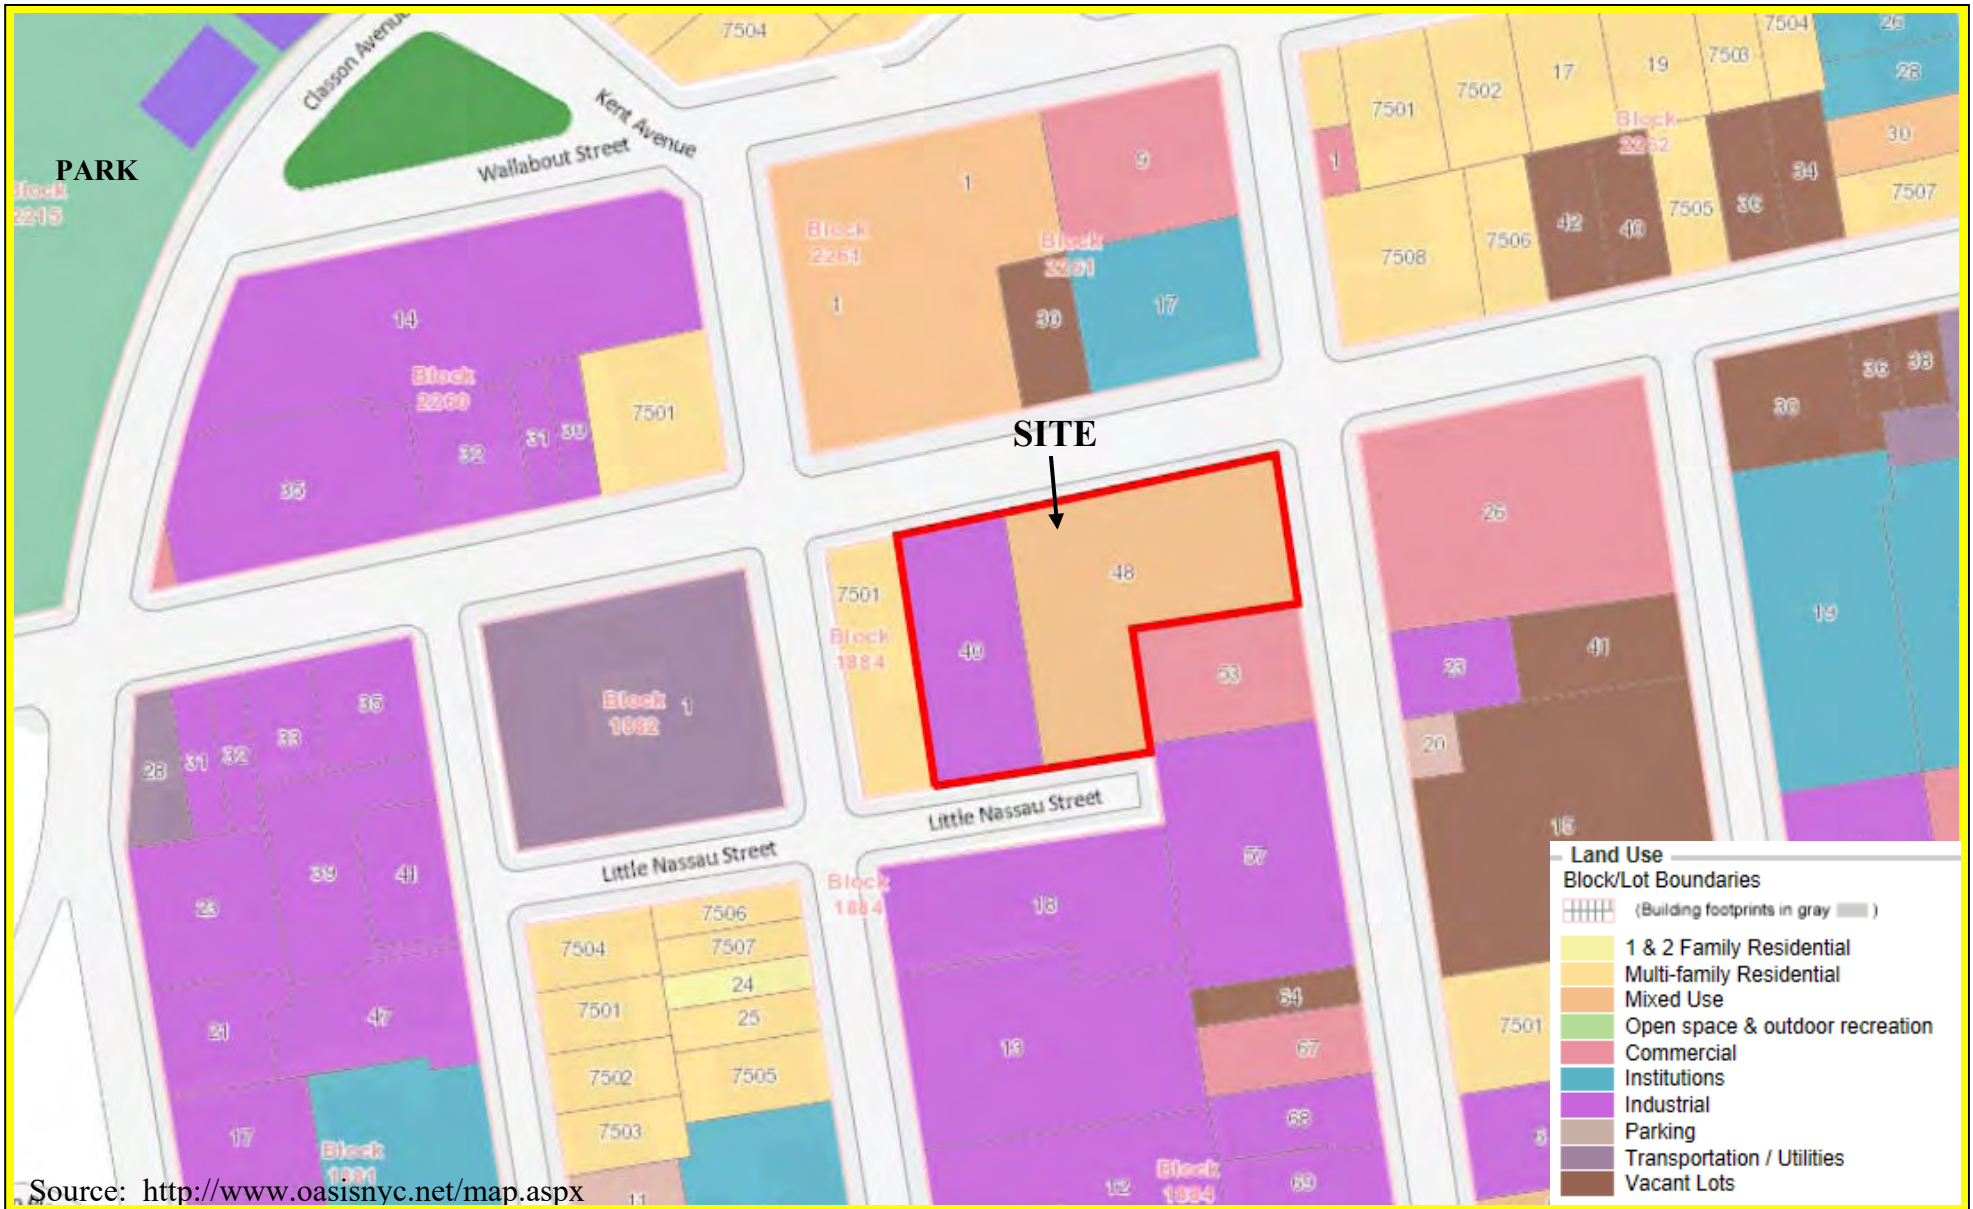 7504
7504
26
Classon Avenue
Kent Avenue
17
19
7503
7502
7501
28
Block
2262
30
Wallabout Street
PARK
Block
2215
1
9
1
34
7507
36
7505
42
40
7506
7508
Block
2261
Block
2261
1
30
17
14
Block
2260
7501
31
30
32
35
SITE
30
36
38
26
48
7501
Block
1884
40
53
19
23
41
20
15
Block
1882
1
35
33
32
31
28
Little Nassau Street
Little Nassau Street
57
39
41
23
Block
1884
18
7504
7506
7507
24
7501
25
21
47
13
64
67
7501
7502
7505
7503
68
6
17
Block
1881
11
12
Block
1884
69
Source: http://www.oasisnyc.net/map.aspx
Land Use
Block/Lot Boundaries
(Building footprints in gray )
1 & 2 Family Residential
Multi-family Residential
Mixed Use
Open space & outdoor recreation
Commercial
Institutions
Industrial
Parking
Transportation / Utilities
Vacant Lots